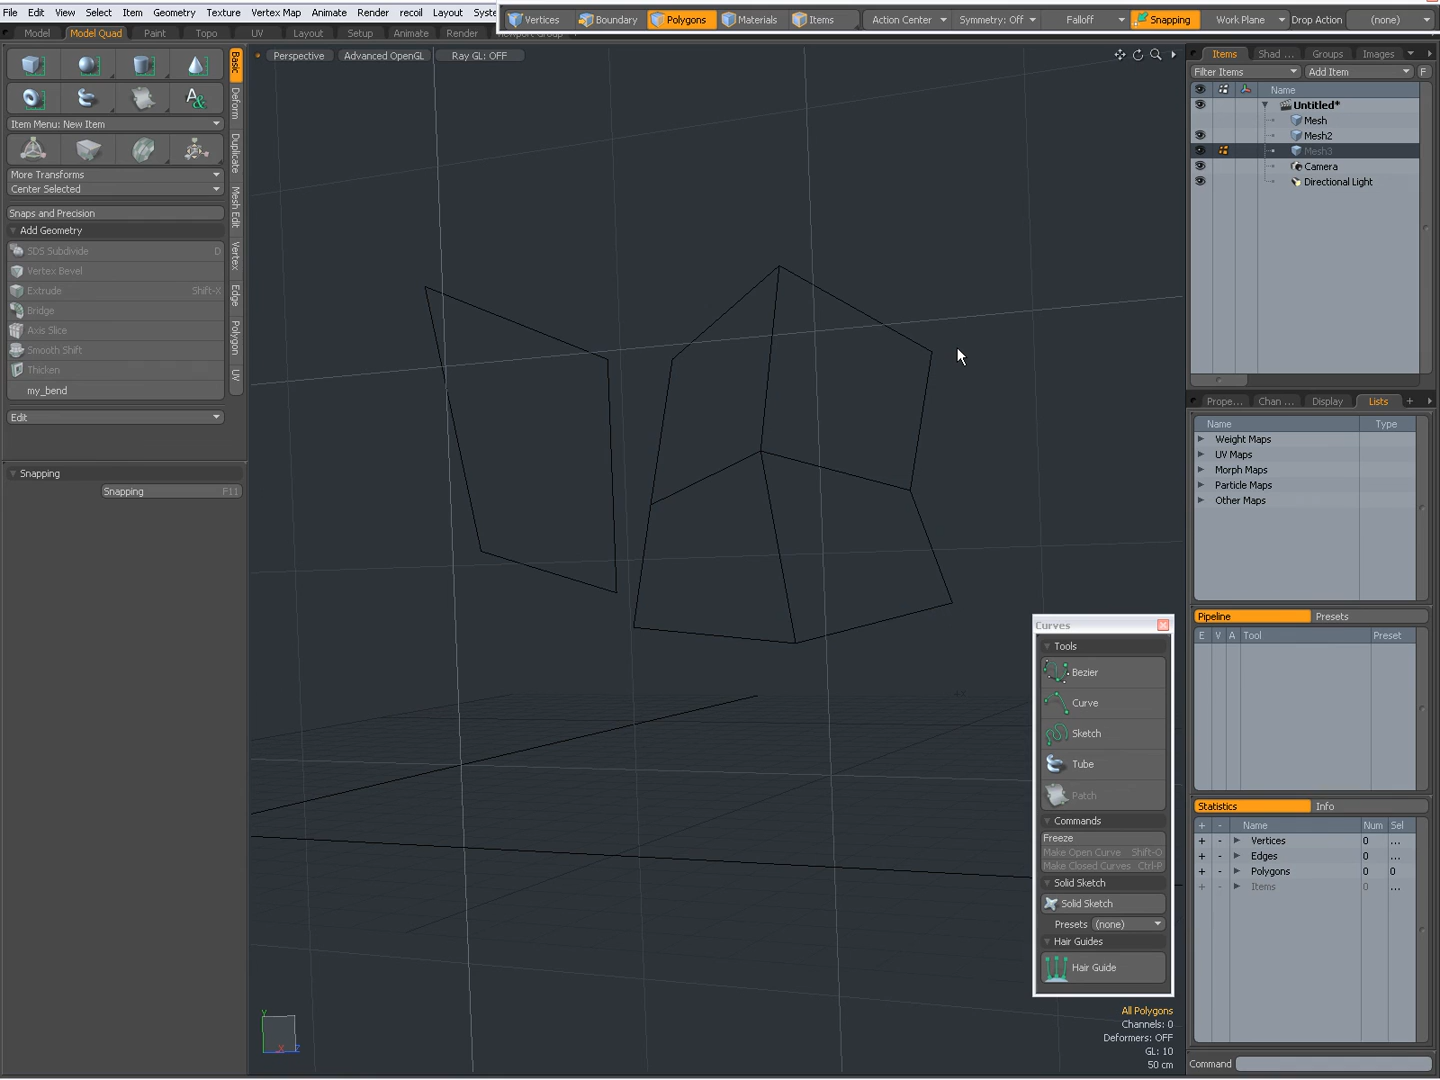 File Edit View Select Item Geometry Texture Vertex Map Animate Render recoil Layout Syste
Vertices Boundary Polygons Materials Items Action Center Symmetry: Off Falloff Snapping Work Plane Drop Action (none)
Model Model Quad Paint Topo UV Layout Setup Animate Render
Perspective Advanced OpenGL Ray GL: OFF
Basic
Deform
Duplicate
Mesh Edit
Vertex
Edge
Polygon
UV
Item Menu: New Item
More Transforms
Center Selected
Snaps and Precision
Add Geometry
SDS Subdivide D
Vertex Bevel
Extrude Shift-X
Bridge
Axis Slice
Smooth Shift
Thicken
my_bend
Edit
Snapping
Snapping F11
Items Shad ... Groups Images
Filter Items Add Item F
Name
Untitled*
Mesh
Mesh2
Mesh3
Camera
Directional Light
Prope... Chan ... Display Lists +
Name Type
Weight Maps
UV Maps
Morph Maps
Particle Maps
Other Maps
Pipeline Presets
E V A Tool Preset
Statistics Info
+ - Name Num Sel
+ - Vertices 0 ...
+ - Edges 0 ...
+ - Polygons 0 0
+ - Items 0 ...
Command
Curves
Tools
Bezier
Curve
Sketch
Tube
Patch
Commands
Freeze
Make Open Curve Shift-O
Make Closed Curves Ctrl-P
Solid Sketch
Solid Sketch
Presets (none)
Hair Guides
Hair Guide
All Polygons
Channels: 0
Deformers: OFF
GL: 10
50 cm
Y
X Z